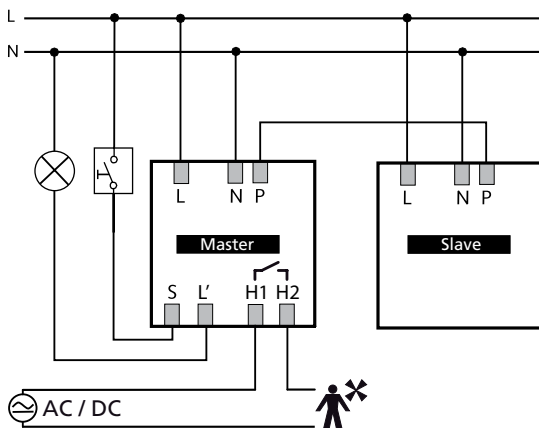 L
N
L N P
L N P
Master
Slave
S L' H1 H2
AC / DC